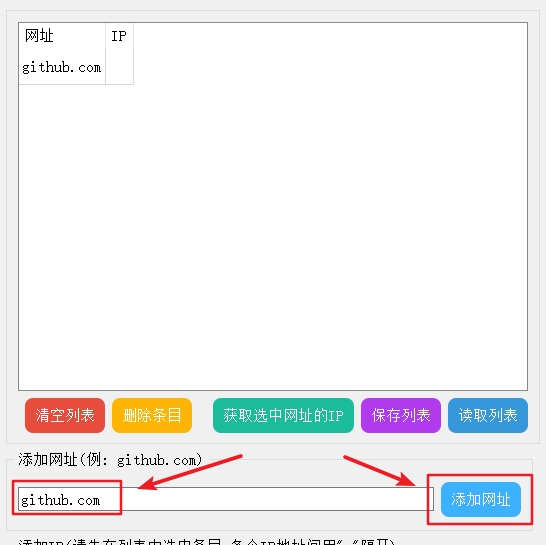 网址 IP
github.com
清空列表 删除条目 获取选中网址的IP 保存列表 读取列表
添加网址(例: github.com)
github.com 添加网址